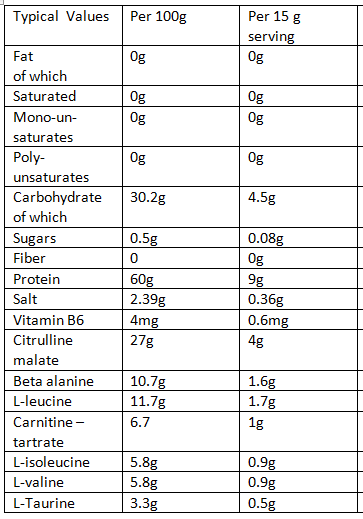 Typical Values Per 100g Per 15 g
serving
Fat 0g 0g
of which
Saturated 0g 0g
Mono-un- 0g 0g
saturates
Poly- 0g 0g
unsaturates
Carbohydrate 30.2g 4.5g
of which
Sugars 0.5g 0.08g
Fiber 0 0g
Protein 60g 9g
Salt 2.39g 0.36g
Vitamin B6 4mg 0.6mg
Citrulline 27g 4g
malate
Beta alanine 10.7g 1.6g
L-leucine 11.7g 1.7g
Carnitine – 6.7 1g
tartrate
L-isoleucine 5.8g 0.9g
L-valine 5.8g 0.9g
L-Taurine 3.3g 0.5g